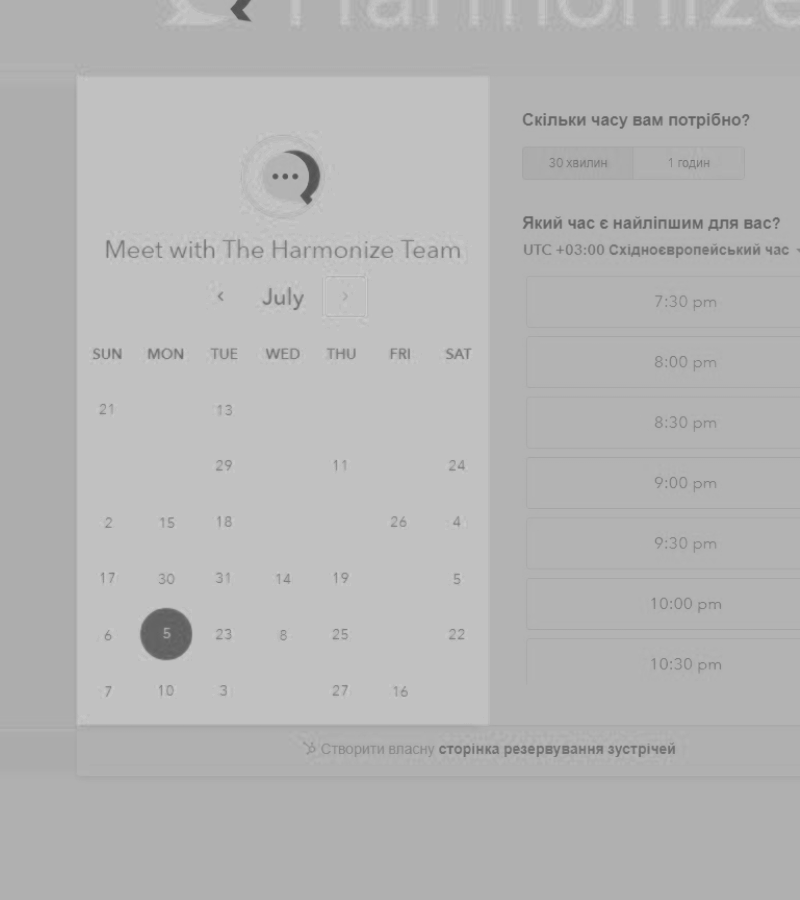 Harmonize
Скільки часу вам потрібно?
30 хвилин 1 годин
Який час є найліпшим для вас?
UTC +03:00 Східноєвропейський час
Meet with The Harmonize Team
July
SUN MON TUE WED THU FRI SAT
21 13
29 11 24
2 15 18 26 4
17 30 31 14 19 5
6 5 23 8 25 22
7 10 3 27 16
7:30 pm
8:00 pm
8:30 pm
9:00 pm
9:30 pm
10:00 pm
10:30 pm
Створити власну сторінка резервування зустрічей